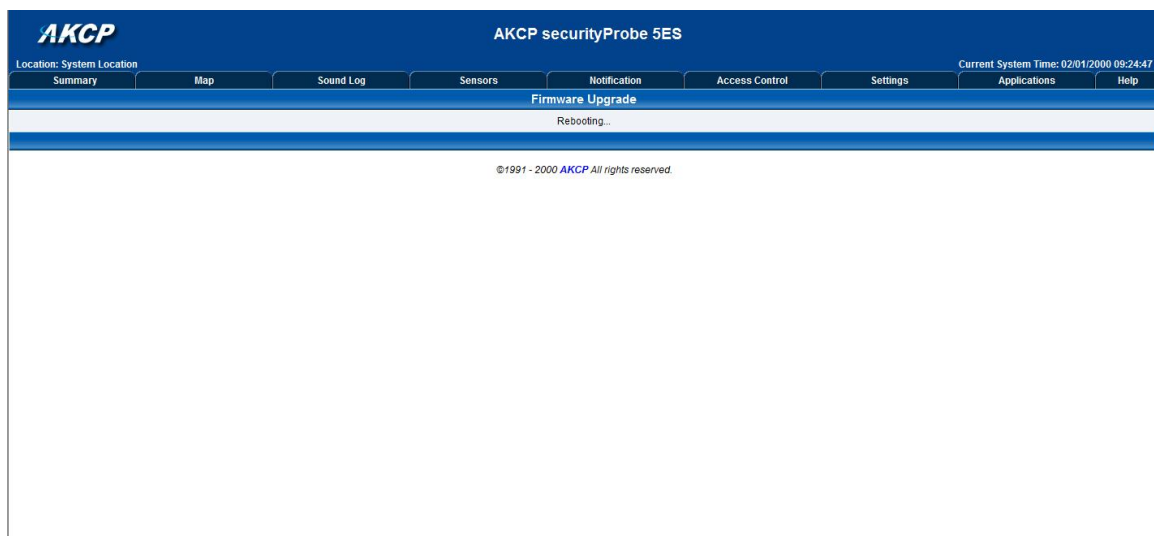 AKCP
AKCP securityProbe 5ES
Location: System Location
Current System Time: 02/01/2000 09:24:47
Summary Map Sound Log Sensors Notification Access Control Settings Applications Help
Firmware Upgrade
Rebooting...
©1991 - 2000 AKCP All rights reserved.